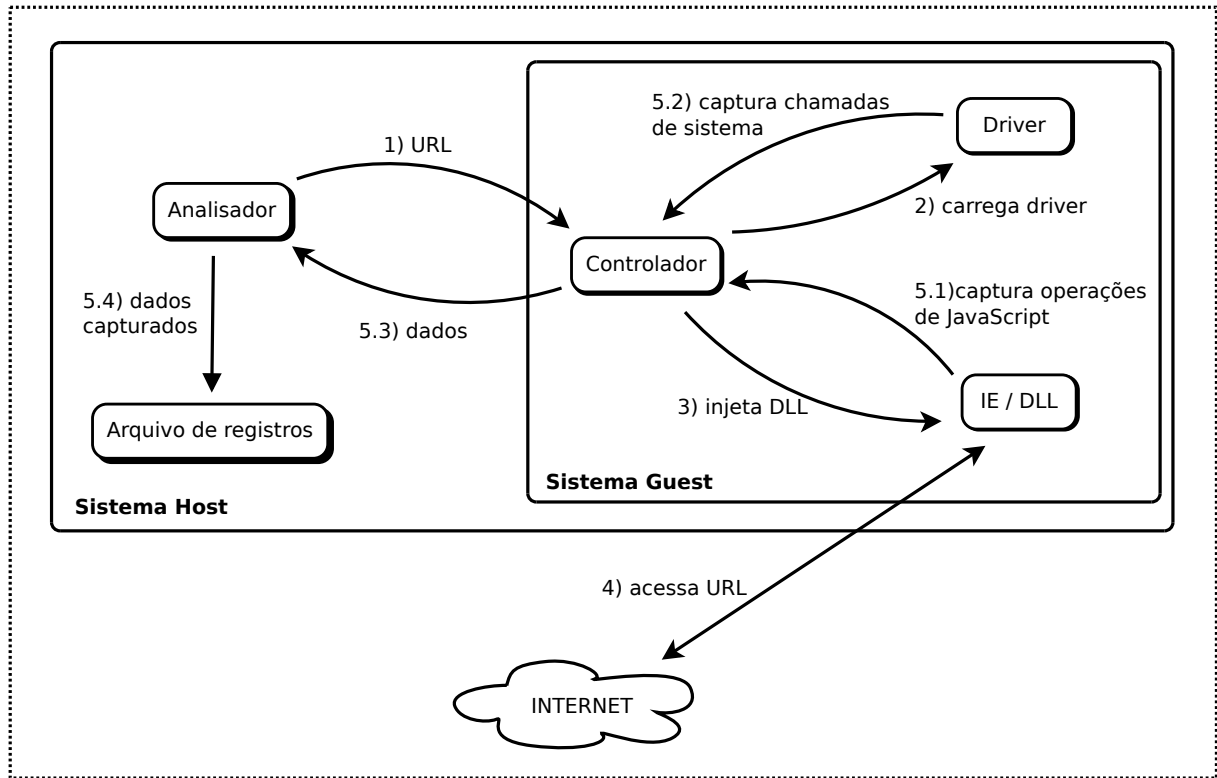 5.2) captura chamadas
de sistema
Driver
1) URL
Analisador
2) carrega driver
Controlador
5.4) dados
capturados
5.3) dados
5.1)captura operações
de JavaScript
3) injeta DLL
IE / DLL
Arquivo de registros
Sistema Guest
Sistema Host
4) acessa URL
INTERNET